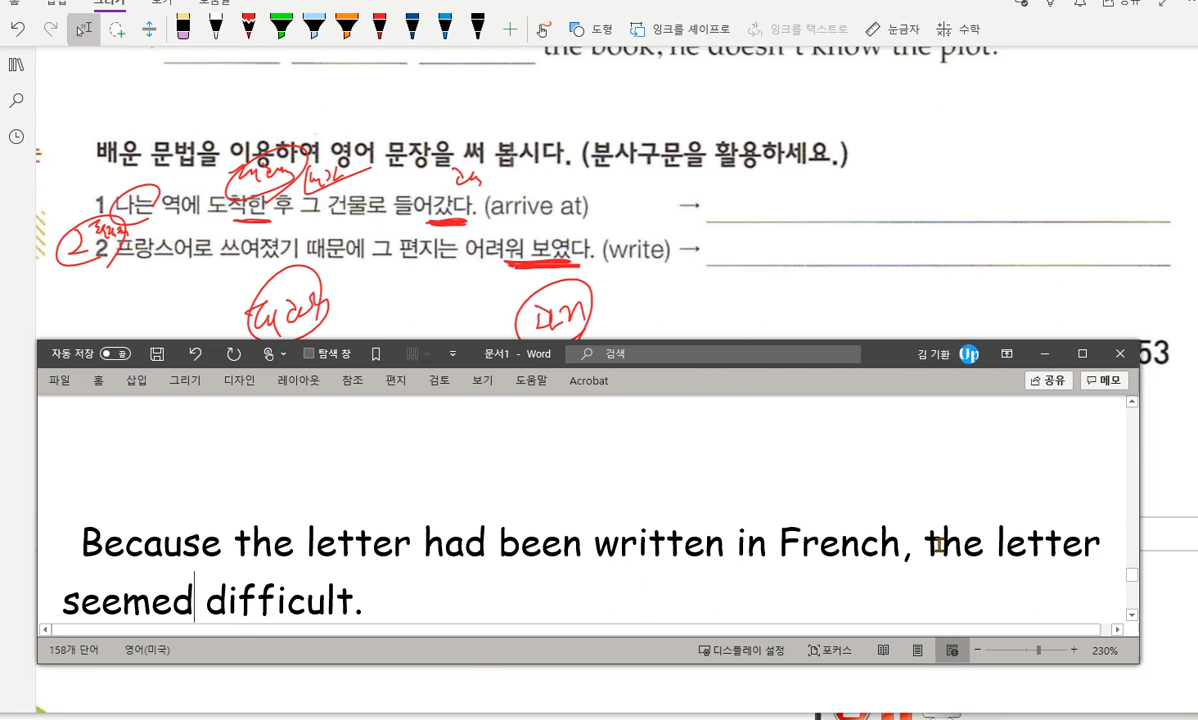 도형
잉크를 셰이프로
잉크를 텍스트로
눈금자
수학
the book, he doesn't know the plot.
배운 문법을 이용하여 영어 문장을 써 봅시다. (분사구문을 활용하세요.)
1 나는 역에 도착한 후 그 건물로 들어갔다. (arrive at) →
2 프랑스어로 쓰여졌기 때문에 그 편지는 어려워 보였다. (write) →
53
자동 저장 끔 탐색 창 문서1 - Word 검색 김 기환
파일 홈 삽입 그리기 디자인 레이아웃 참조 편지 검토 보기 도움말 Acrobat 공유 메모
Because the letter had been written in French, the letter
seemed difficult.
158개 단어 영어(미국) 디스플레이 설정 포커스 230%